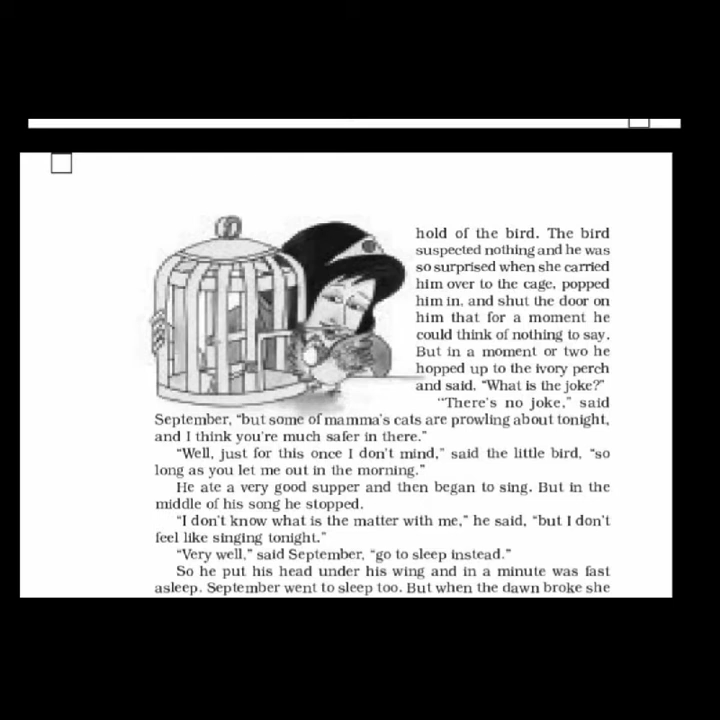 hold of the bird. The bird
suspected nothing and he was
so surprised when she carried
him over to the cage, popped
him in, and shut the door on
him that for a moment he
could think of nothing to say.
But in a moment or two he
hopped up to the ivory perch
and said, “What is the joke?”
“There’s no joke,” said
September, “but some of mamma’s cats are prowling about tonight,
and I think you’re much safer in there.”
“Well, just for this once I don’t mind,” said the little bird, “so
long as you let me out in the morning.”
He ate a very good supper and then began to sing. But in the
middle of his song he stopped.
“I don’t know what is the matter with me,” he said, “but I don’t
feel like singing tonight.”
“Very well,” said September, “go to sleep instead.”
So he put his head under his wing and in a minute was fast
asleep. September went to sleep too. But when the dawn broke she